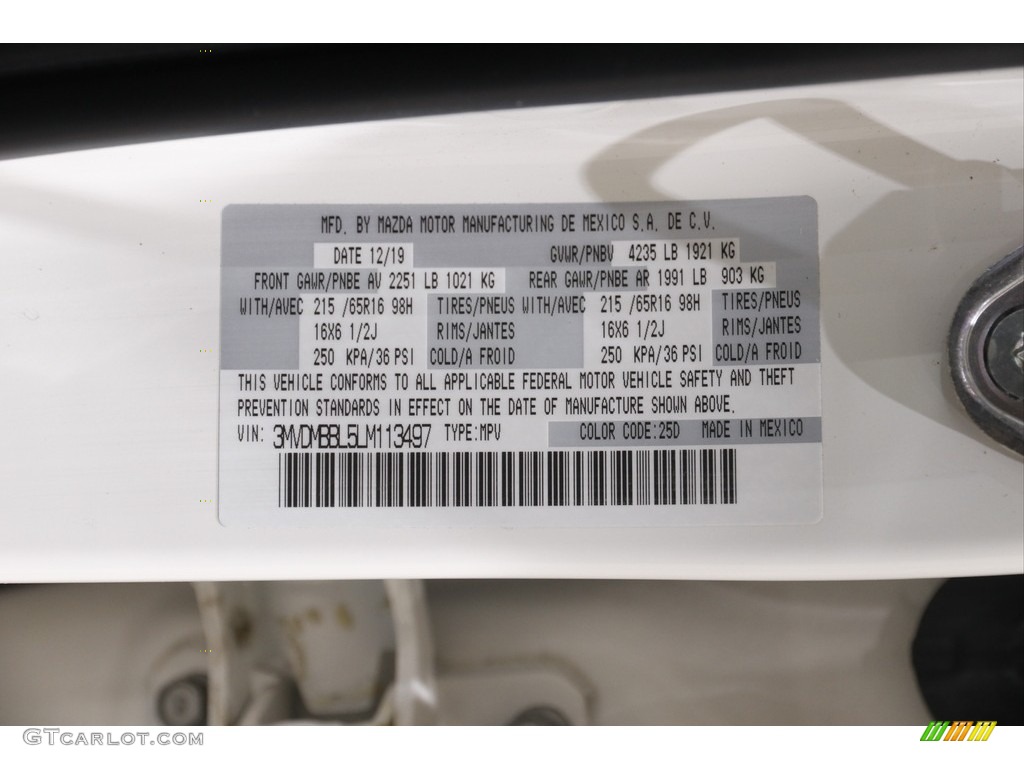 MFD. BY MAZDA MOTOR MANUFACTURING DE MEXICO S.A. DE C.V.
DATE 12/19 GVWR/PNBV 4235 LB 1921 KG
FRONT GAWR/PNBE AV 2251 LB 1021 KG REAR GAWR/PNBE AR 1991 LB 903 KG
WITH/AVEC 215 /65R16 98H TIRES/PNEUS WITH/AVEC 215 /65R16 98H TIRES/PNEUS
16X6 1/2J RIMS/JANTES 16X6 1/2J RIMS/JANTES
250 KPA/36 PSI COLD/A FROID 250 KPA/36 PSI COLD/A FROID
THIS VEHICLE CONFORMS TO ALL APPLICABLE FEDERAL MOTOR VEHICLE SAFETY AND THEFT
PREVENTION STANDARDS IN EFFECT ON THE DATE OF MANUFACTURE SHOWN ABOVE.
VIN: 3MVDMBBL5LM113497 TYPE:MPV COLOR CODE:25D MADE IN MEXICO
GTCARLOT.COM